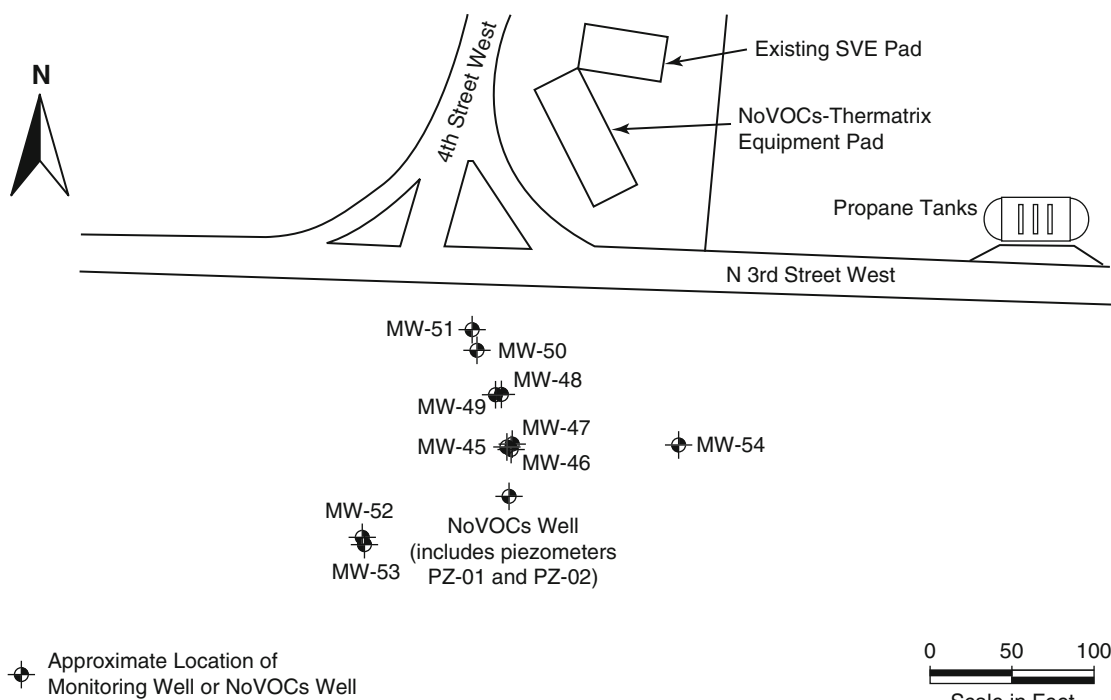 N
4th Street West
Existing SVE Pad
NoVOCs-Thermatrix
Equipment Pad
Propane Tanks
N 3rd Street West
MW-51
MW-50
MW-48
MW-49
MW-47
MW-45
MW-46
MW-54
MW-52
MW-53
NoVOCs Well
(includes piezometers
PZ-01 and PZ-02)
Approximate Location of
Monitoring Well or NoVOCs Well
0 50 100
Scale in Feet